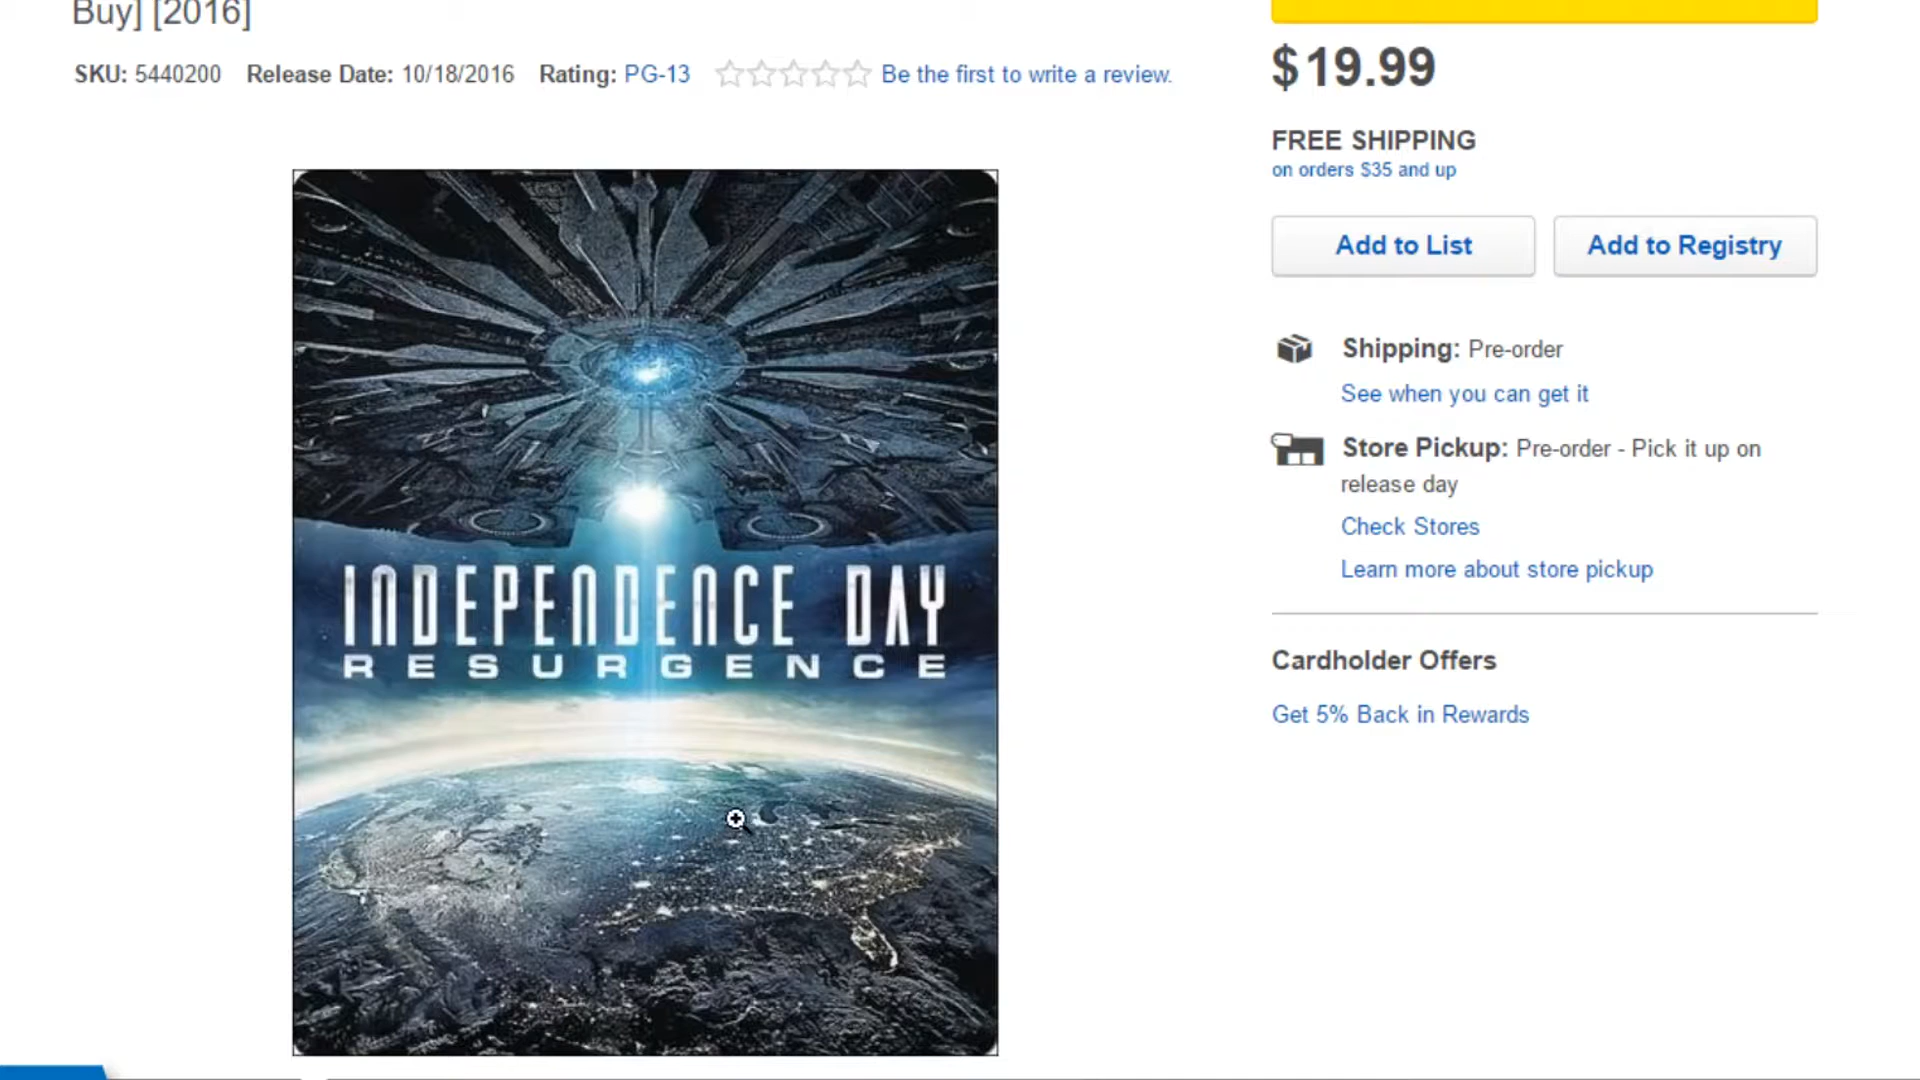 Buy] [2016]
SKU: 5440200 Release Date: 10/18/2016 Rating: PG-13 Be the first to write a review.
INDEPENDENCE DAY
RESURGENCE
$19.99
FREE SHIPPING
on orders $35 and up
Add to List Add to Registry
Shipping: Pre-order
See when you can get it
Store Pickup: Pre-order - Pick it up on
release day
Check Stores
Learn more about store pickup
Cardholder Offers
Get 5% Back in Rewards